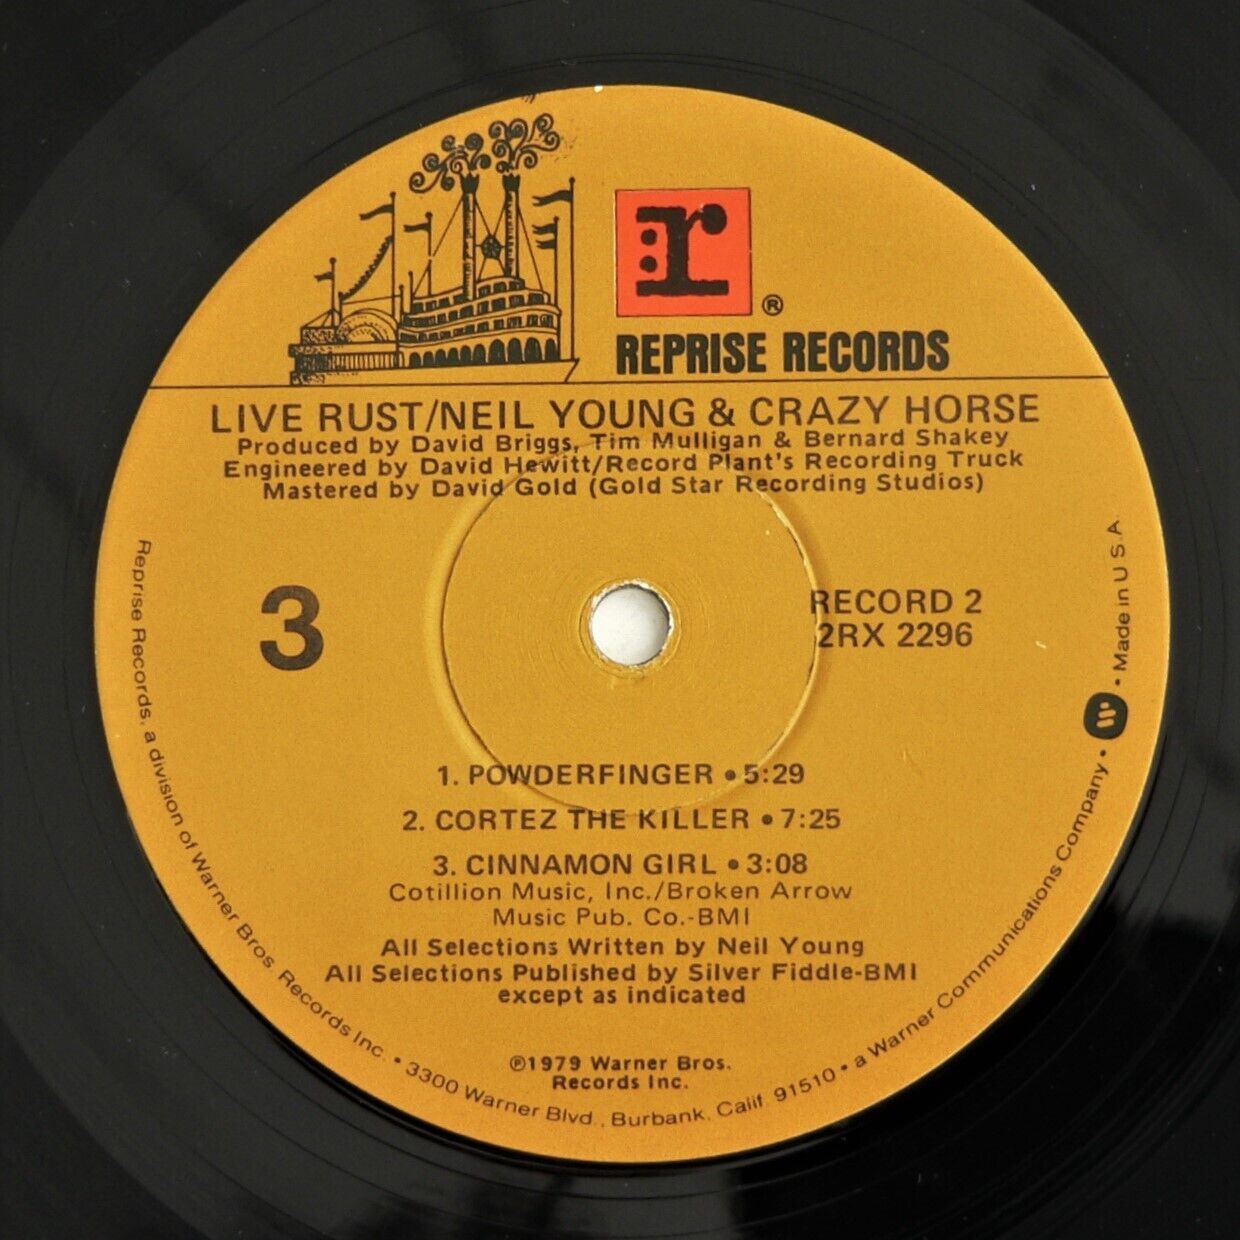 r
®
REPRISE RECORDS
LIVE RUST/NEIL YOUNG & CRAZY HORSE
Produced by David Briggs, Tim Mulligan & Bernard Shakey
Engineered by David Hewitt/Record Plant's Recording Truck
Mastered by David Gold (Gold Star Recording Studios)
3
RECORD 2
2RX 2296
1. POWDERFINGER • 5:29
2. CORTEZ THE KILLER • 7:25
3. CINNAMON GIRL • 3:08
Cotillion Music, Inc./Broken Arrow
Music Pub. Co.-BMI
All Selections Written by Neil Young
All Selections Published by Silver Fiddle-BMI
except as indicated
℗1979 Warner Bros.
Records Inc.
Reprise Records, a division of Warner Bros. Records Inc. • 3300 Warner Blvd., Burbank, Calif. 91510 • a Warner Communications Company • W • Made in U.S.A